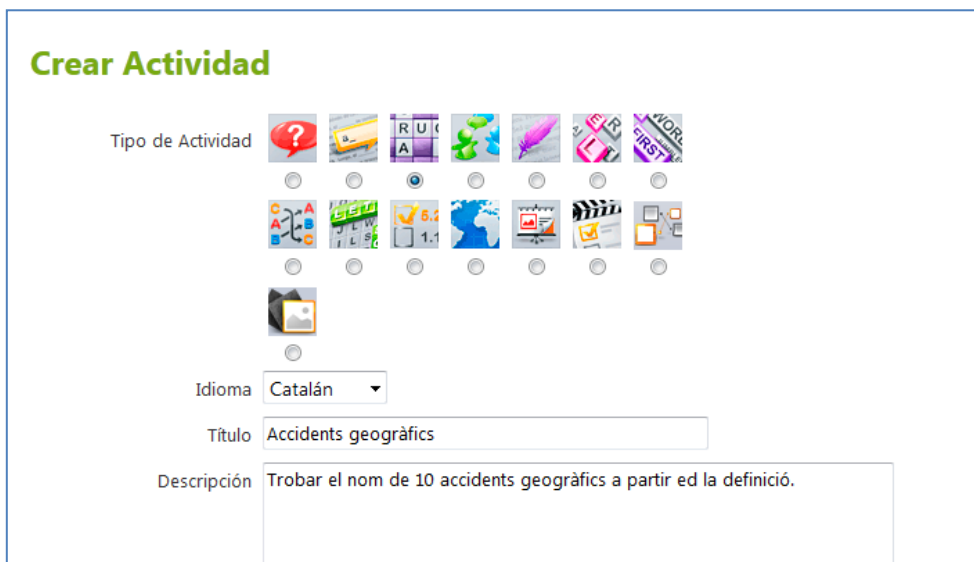 Crear Actividad
Tipo de Actividad
Idioma Catalán
Título Accidents geogràfics
Descripción Trobar el nom de 10 accidents geogràfics a partir ed la definició.